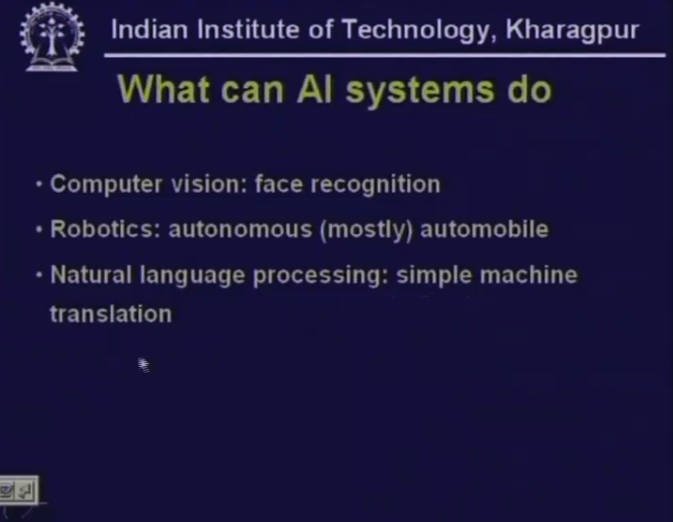 Indian Institute of Technology, Kharagpur
What can AI systems do
• Computer vision: face recognition
• Robotics: autonomous (mostly) automobile
• Natural language processing: simple machine
translation